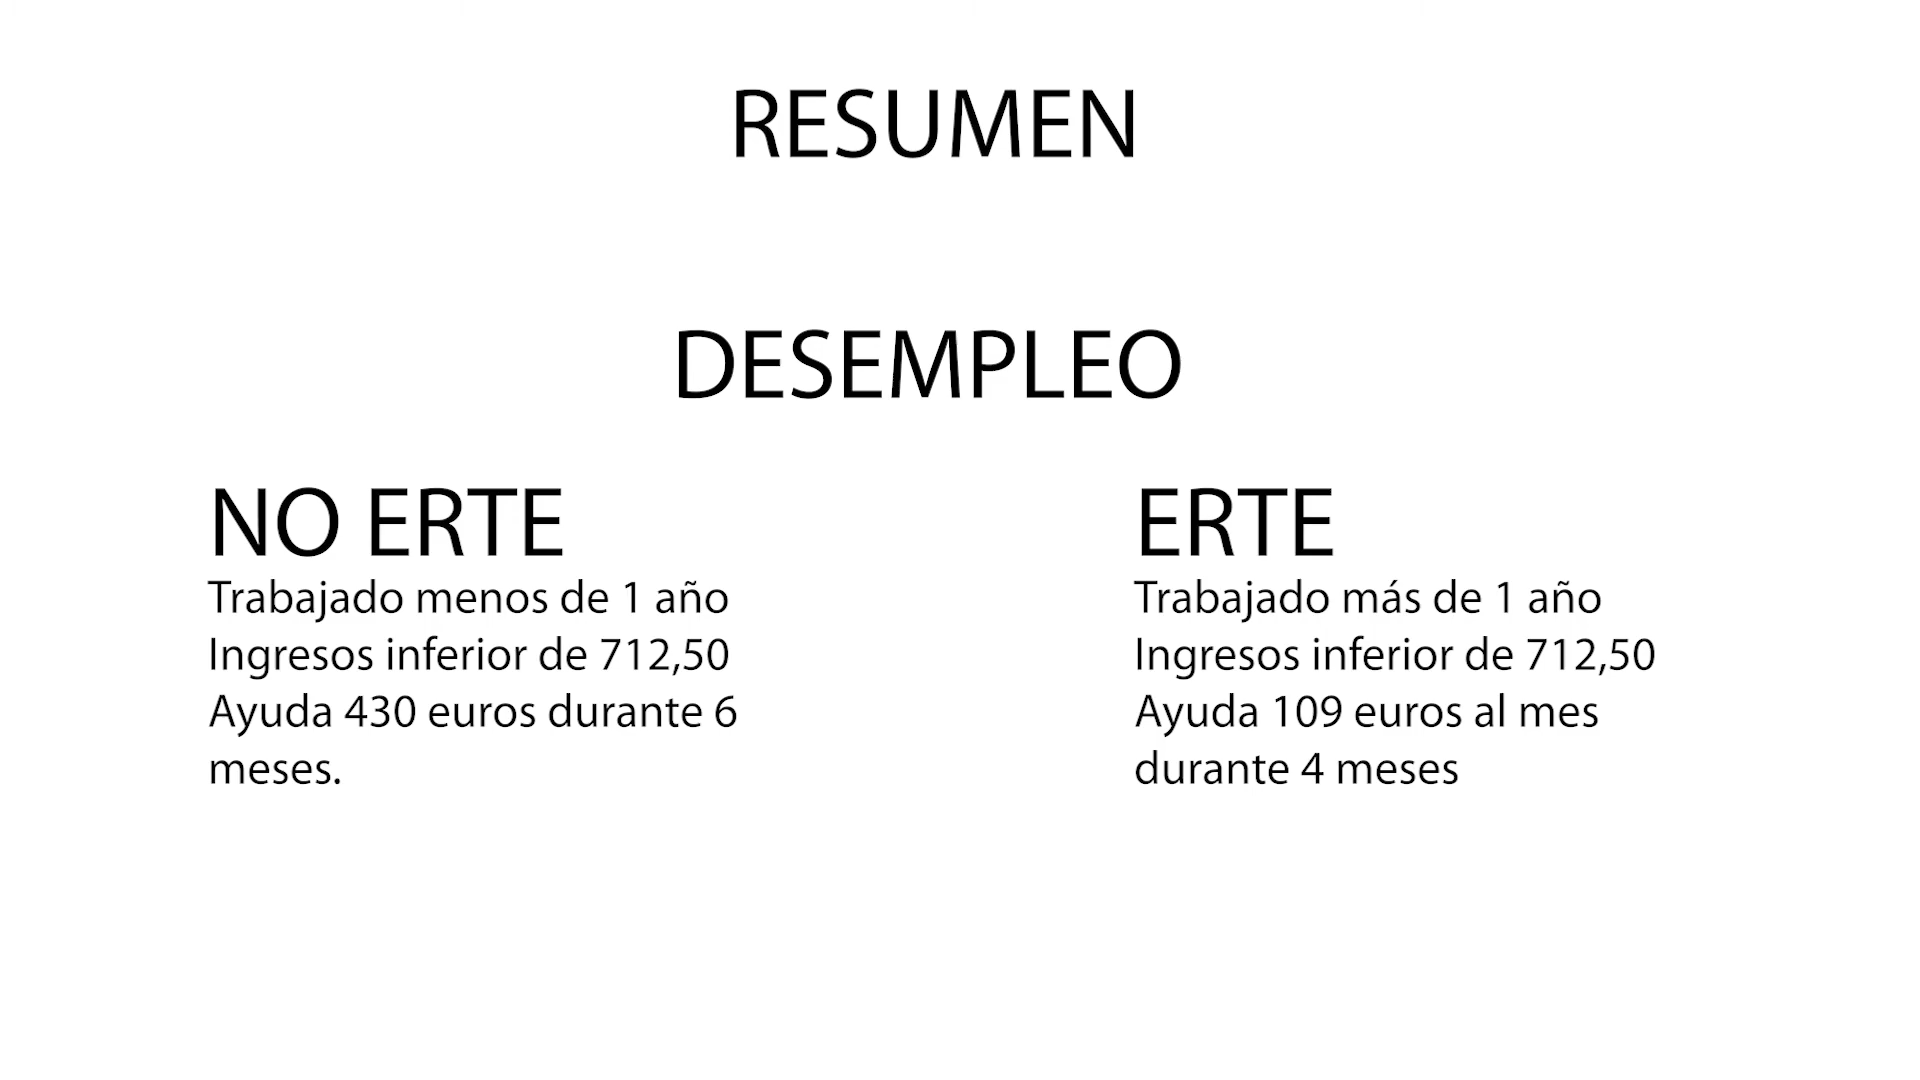 RESUMEN
DESEMPLEO
NO ERTE
Trabajado menos de 1 año
Ingresos inferior de 712,50
Ayuda 430 euros durante 6
meses.
ERTE
Trabajado más de 1 año
Ingresos inferior de 712,50
Ayuda 109 euros al mes
durante 4 meses